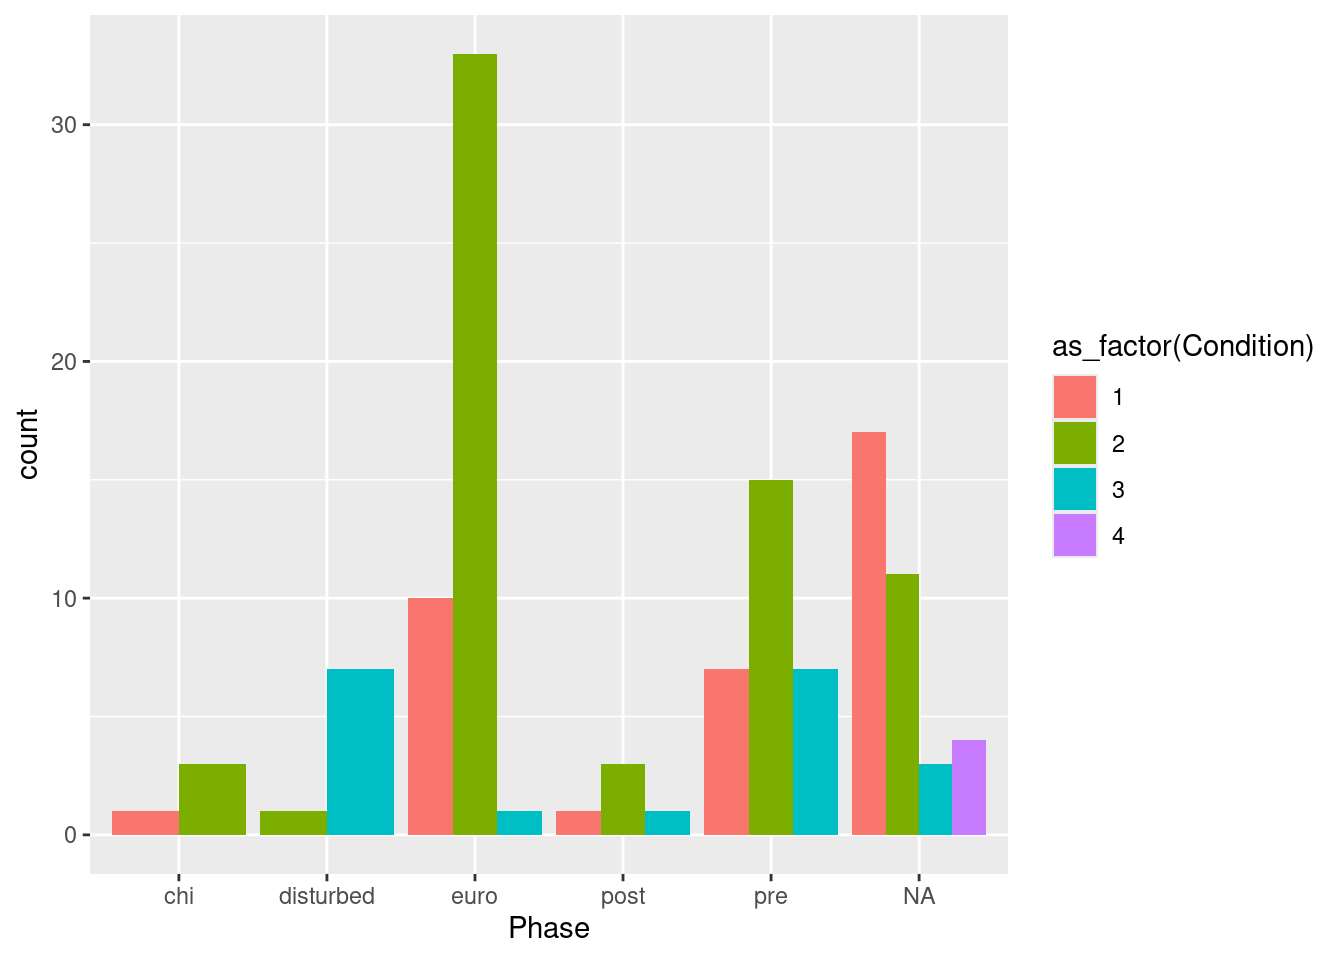 30
20
10
0
count
chi disturbed euro post pre NA
Phase
as_factor(Condition)
1
2
3
4